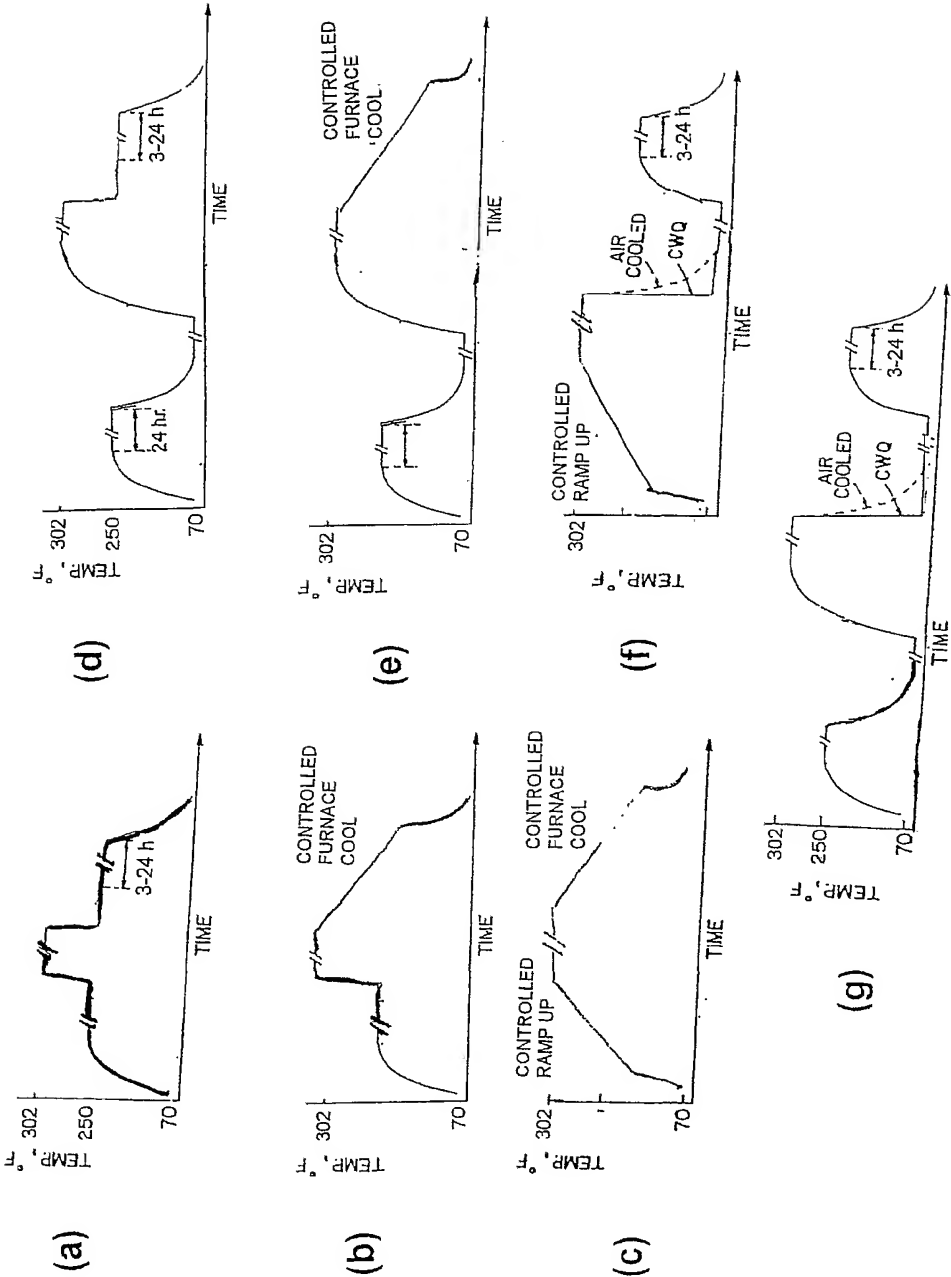 (a)
TEMP., °F
302
250
70
3-24 h
TIME
(b)
TEMP., °F
302
70
CONTROLLED
FURNACE
COOL
TIME
(c)
TEMP., °F
302
70
CONTROLLED
RAMP UP
CONTROLLED
FURNACE
COOL
TIME
(d)
TEMP., °F
302
250
70
24 hr.
3-24 h
TIME
(e)
TEMP., °F
302
70
CONTROLLED
FURNACE
COOL
TIME
(f)
TEMP., °F
302
70
CONTROLLED
RAMP UP
AIR
COOLED
CWQ
3-24 h
TIME
(g)
TEMP., °F
302
250
70
AIR
COOLED
CWQ
3-24 h
TIME